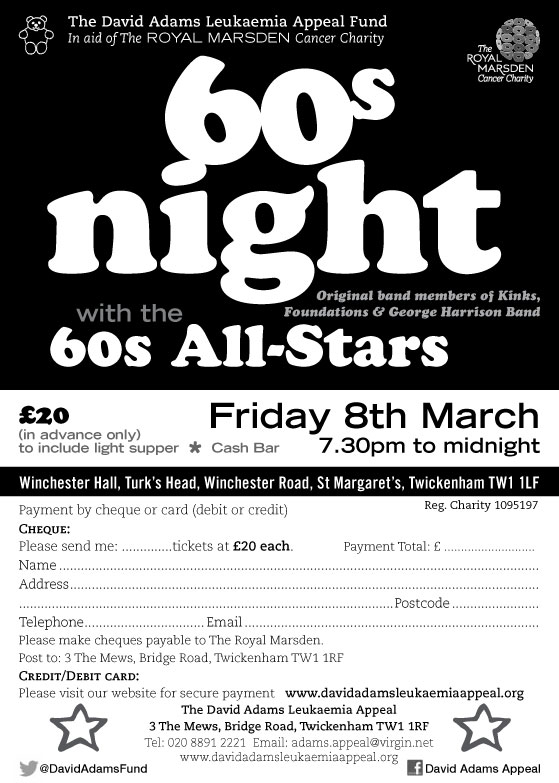 The David Adams Leukaemia Appeal Fund
In aid of The ROYAL MARSDEN Cancer Charity
The
ROYAL
MARSDEN
Cancer Charity
60s
night
Original band members of Kinks,
Foundations & George Harrison Band
with the
60s All-Stars
£20
(in advance only)
to include light supper * Cash Bar
Friday 8th March
7.30pm to midnight
Winchester Hall, Turk's Head, Winchester Road, St Margaret's, Twickenham TW1 1LF
Payment by cheque or card (debit or credit)
Reg. Charity 1095197
CHEQUE:
Please send me: .............tickets at £20 each. Payment Total: £ ..........................
Name ..........................
Address..........................
..........................Postcode..........................
Telephone..........................Email..........................
Please make cheques payable to The Royal Marsden.
Post to: 3 The Mews, Bridge Road, Twickenham TW1 1RF
CREDIT/DEBIT CARD:
Please visit our website for secure payment www.davidadamsleukaemiaappeal.org
The David Adams Leukaemia Appeal
3 The Mews, Bridge Road, Twickenham TW1 1RF
Tel: 020 8891 2221 Email: adams.appeal@virgin.net
www.davidadamsleukaemiaappeal.org
@DavidAdamsFund
David Adams Appeal